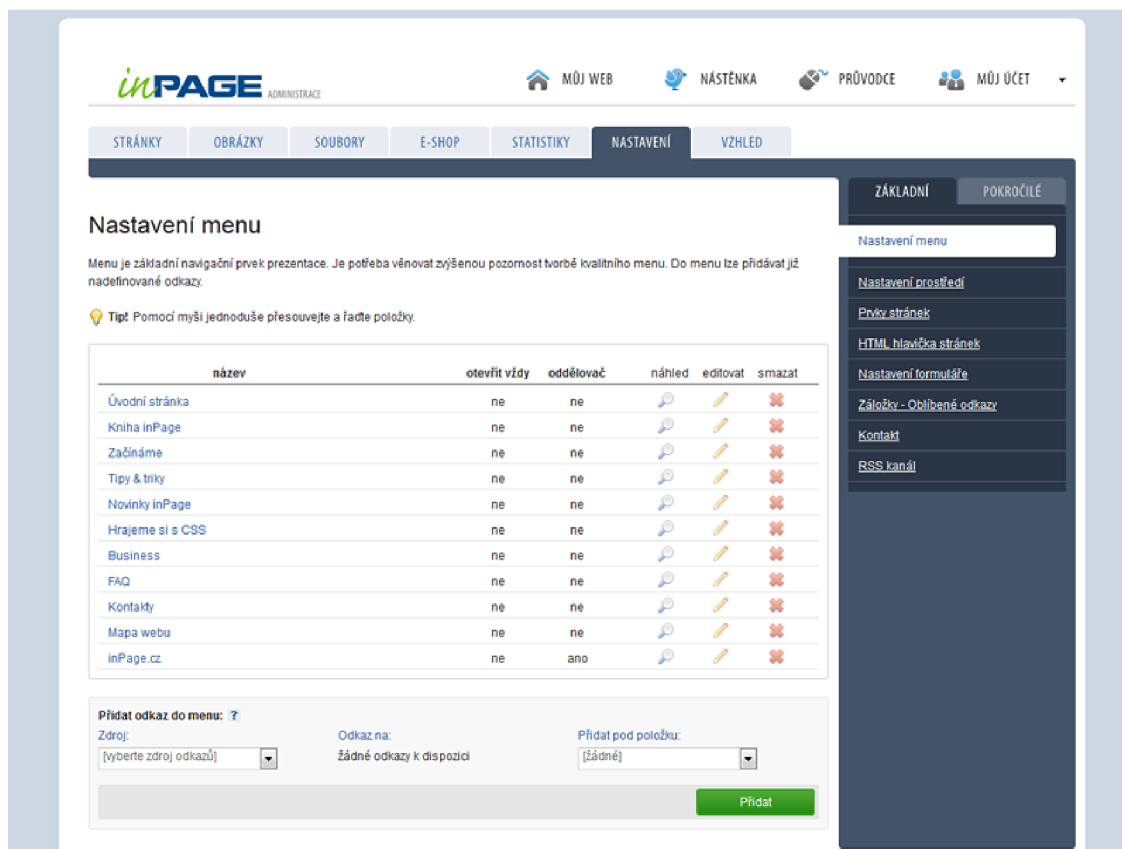 inPAGE ADMINISTRACE
MŮJ WEB NÁSTĚNKA PRŮVODCE MŮJ ÚČET
STRÁNKY OBRÁZKY SOUBORY E-SHOP STATISTIKY NASTAVENÍ VZHLED
ZÁKLADNÍ POKROČILÉ
Nastavení menu
Menu je základní navigační prvek prezentace. Je potřeba věnovat zvýšenou pozornost tvorbě kvalitního menu. Do menu lze přidávat již
nadefinované odkazy.
Tip! Pomocí myši jednoduše přesouvejte a řaďte položky.
název otevřít vždy oddělovač náhled editovat smazat
Úvodní stránka ne ne
Kniha inPage ne ne
Začínáme ne ne
Tipy & triky ne ne
Novinky inPage ne ne
Hrajeme si s CSS ne ne
Business ne ne
FAQ ne ne
Kontakty ne ne
Mapa webu ne ne
inPage.cz ne ano
Přidat odkaz do menu: ?
Zdroj: Odkaz na: Přidat pod položku:
[vyberte zdroj odkazů] žádné odkazy k dispozici [žádné]
Přidat
Nastavení menu
Nastavení prostředí
Prvky stránek
HTML hlavička stránek
Nastavení formuláře
Záložky - Oblíbené odkazy
Kontakt
RSS kanál